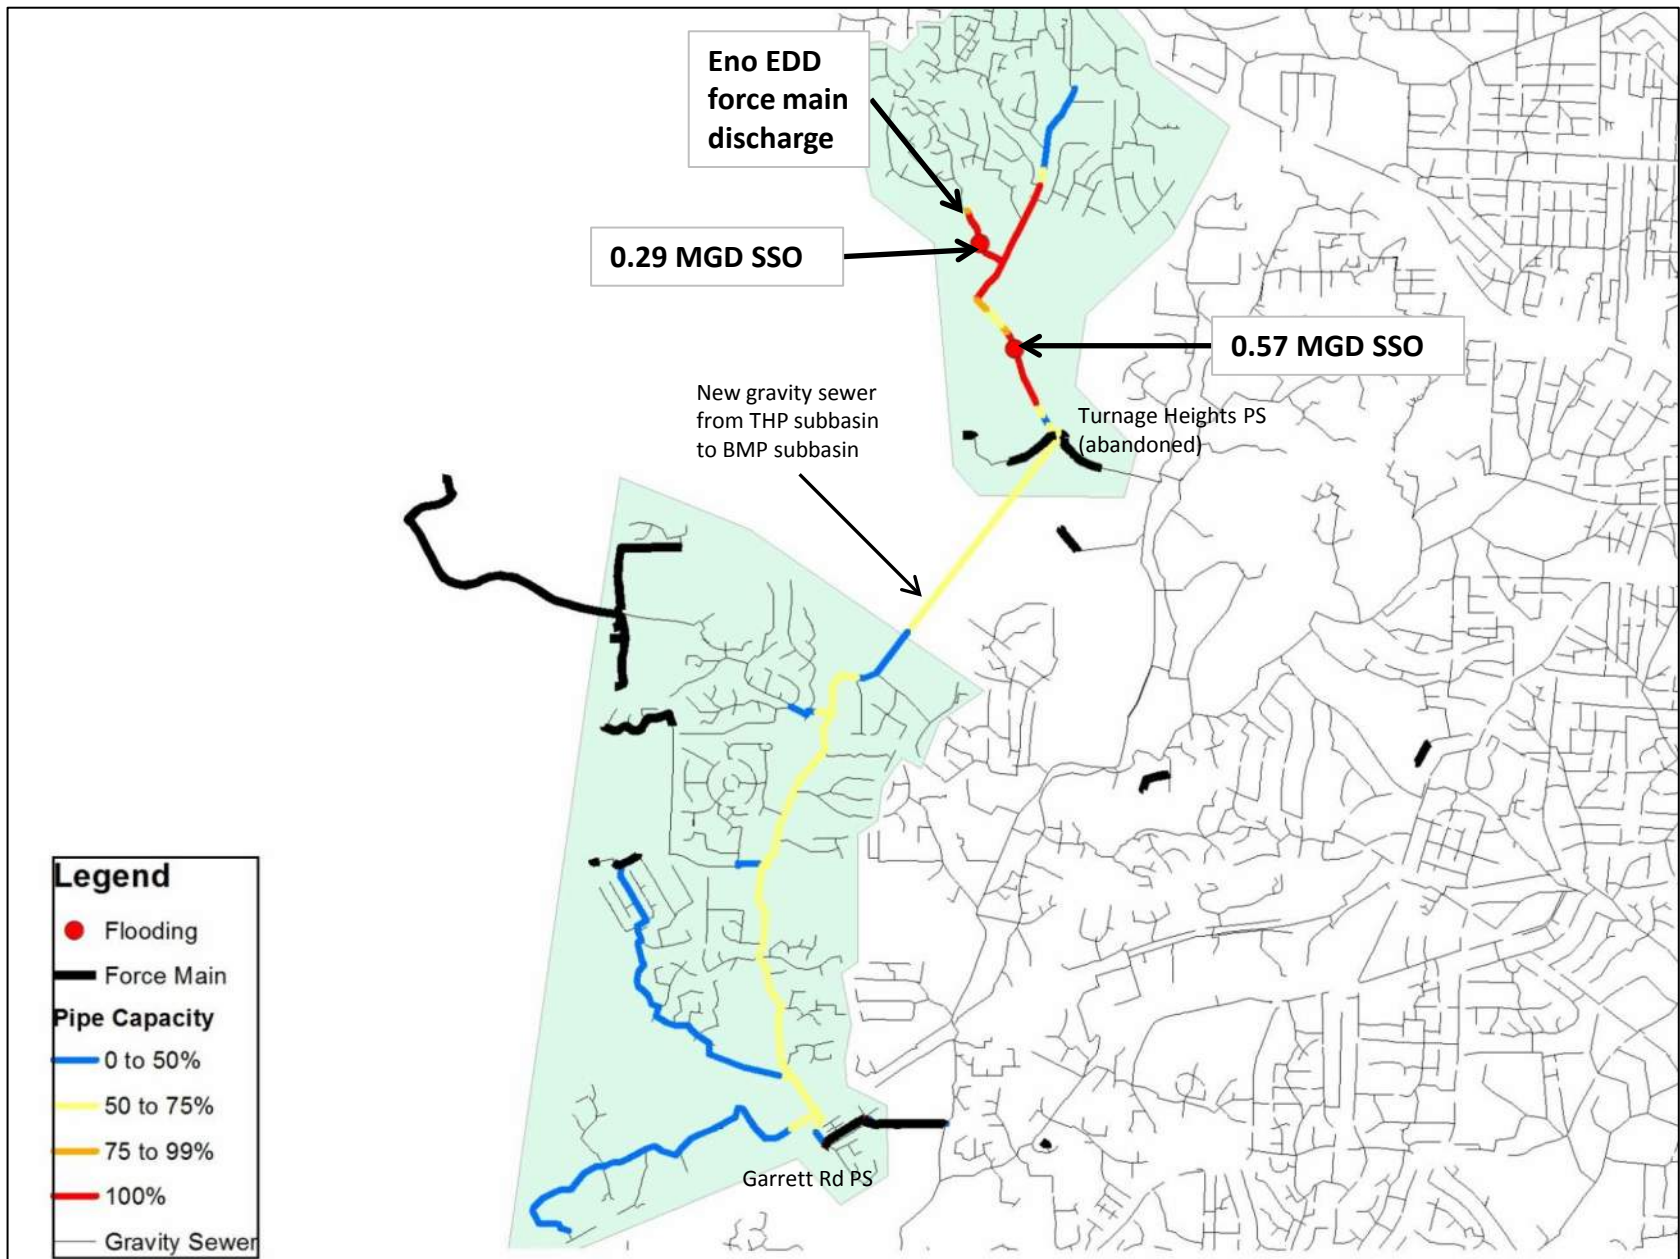 Eno EDD
force main
discharge
0.29 MGD SSO
0.57 MGD SSO
New gravity sewer
from THP subbasin
to BMP subbasin
Turnage Heights PS
(abandoned)
Garrett Rd PS
Legend
Flooding
Force Main
Pipe Capacity
0 to 50%
50 to 75%
75 to 99%
100%
Gravity Sewer